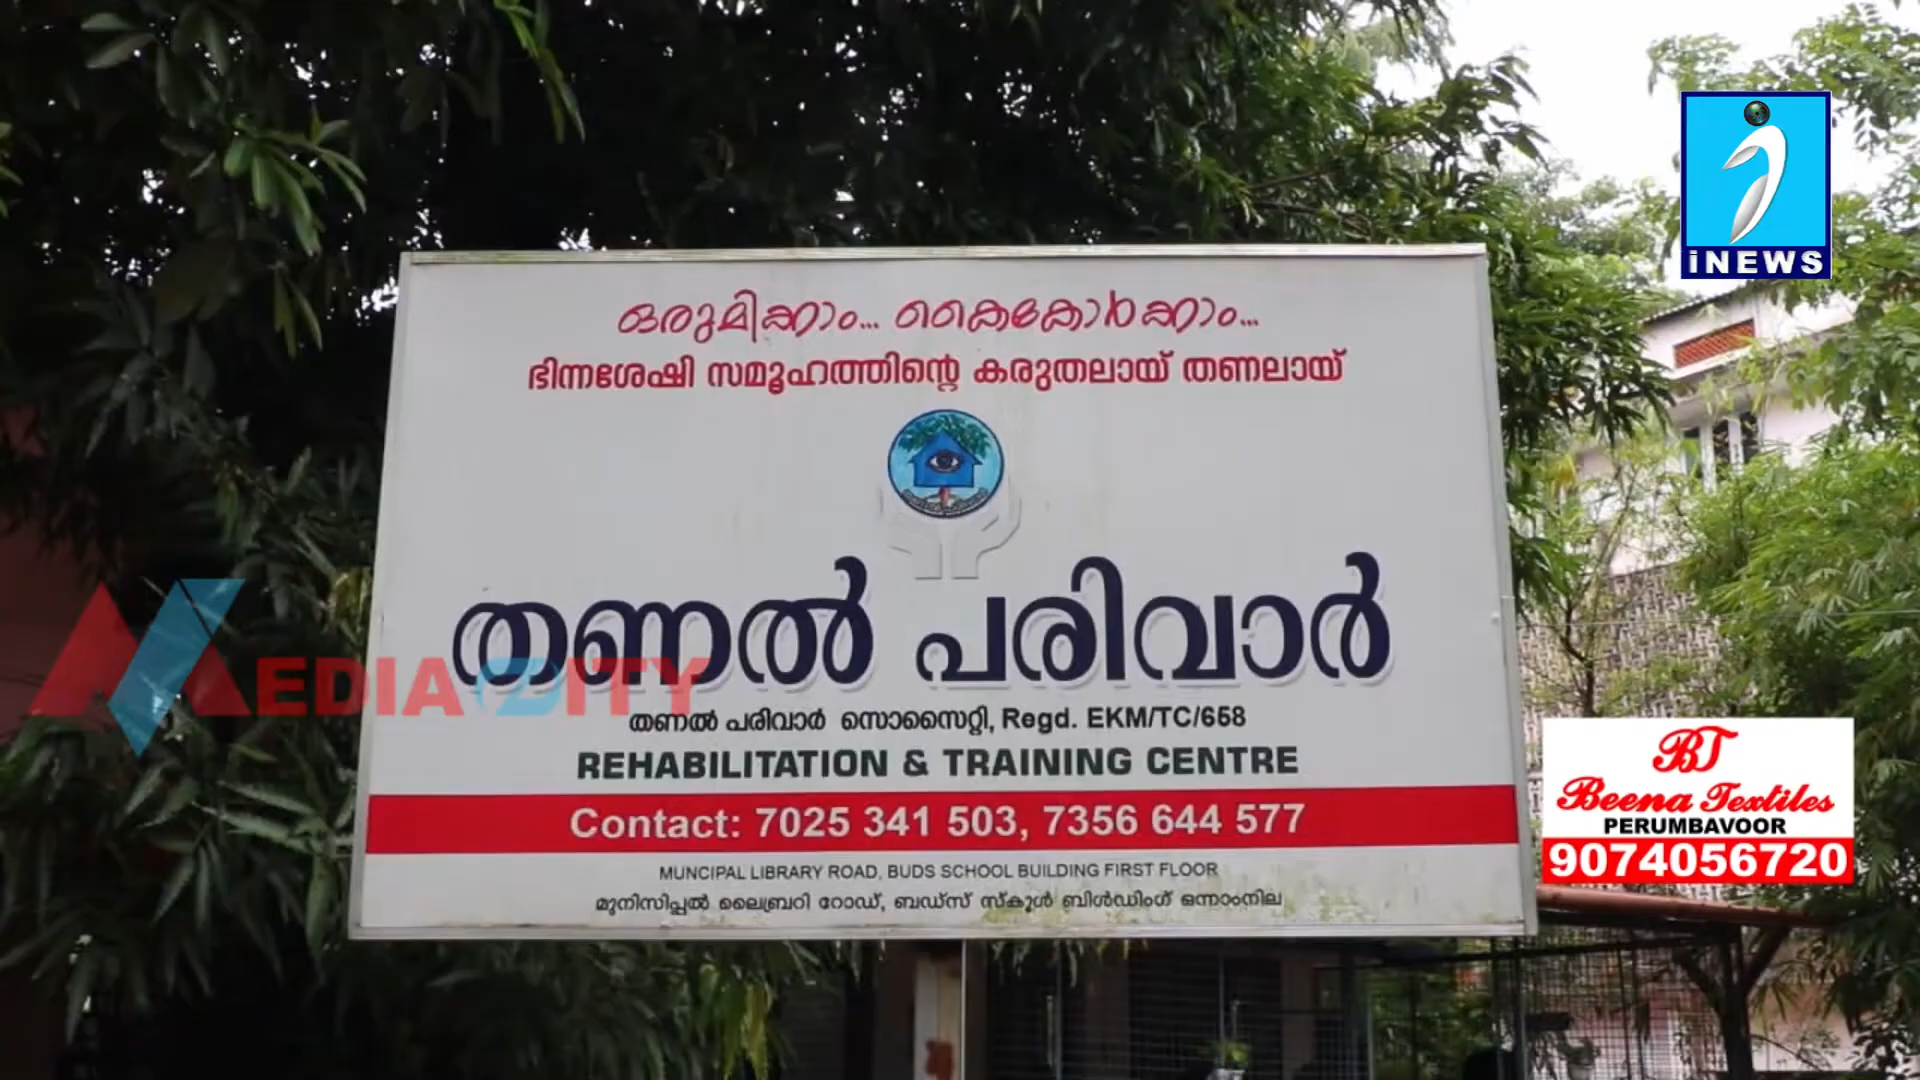 iNEWS
ഒരുമിക്കാം... കൈകോർക്കാം...
ഭിന്നശേഷി സമൂഹത്തിന്റെ കരുതലായ് തണലായ്
തണൽ പരിവാർ
MEDIACITY
തണൽ പരിവാർ സൊസൈറ്റി, Regd. EKM/TC/658
REHABILITATION & TRAINING CENTRE
Contact: 7025 341 503, 7356 644 577
MUNCIPAL LIBRARY ROAD, BUDS SCHOOL BUILDING FIRST FLOOR
മുനിസിപ്പൽ ലൈബ്രറി റോഡ്, ബഡ്സ് സ്കൂൾ ബിൽഡിംഗ് ഒന്നാംനില
BT
Beena Textiles
PERUMBAVOOR
9074056720